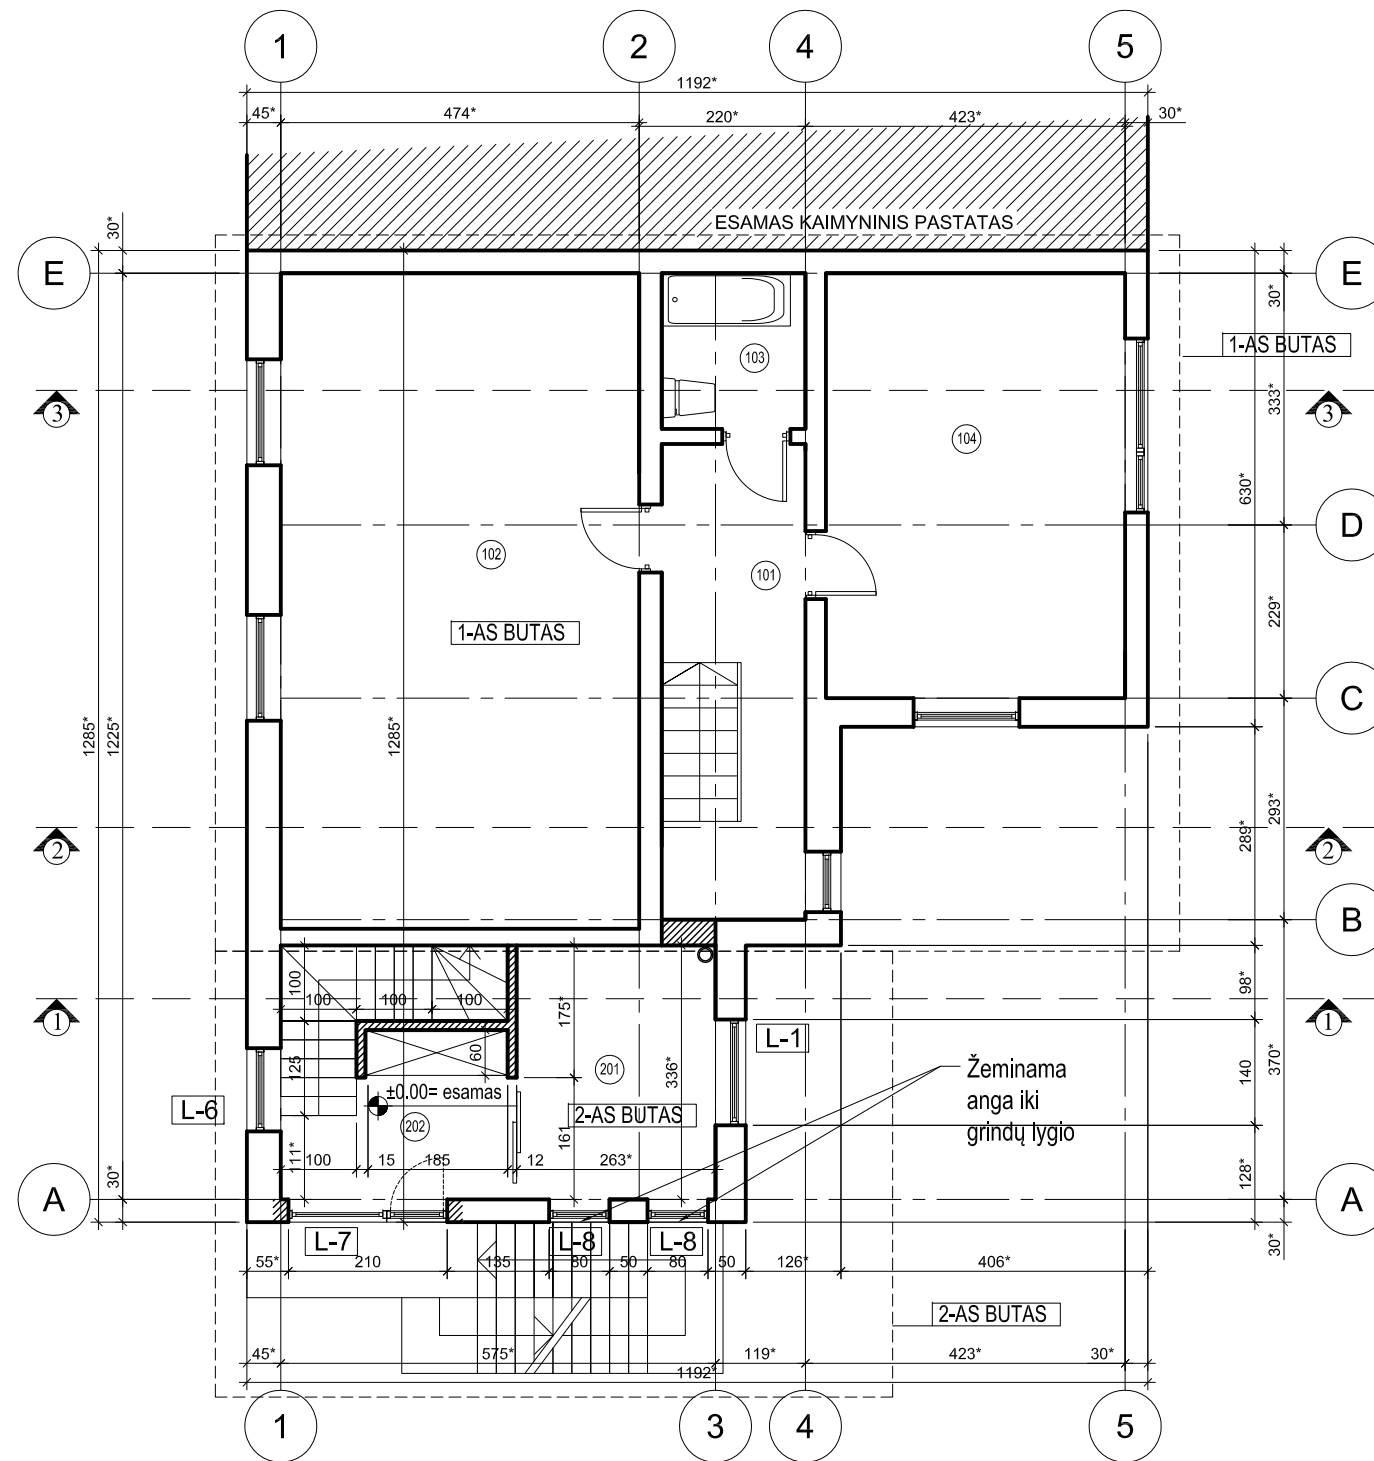 1 2 4 5
1192*
45* 474* 220* 423* 30*
ESAMAS KAIMYNINIS PASTATAS
30*
E E
30*
1-AS BUTAS
103
3 3
333*
104
630*
D
102
101
229*
1-AS BUTAS
C
1285* 1225* 1285*
293*
289*
2 2
B
100
100 100 100
175*
98*
1 1
L-1
125
60
201
336*
140
370*
Žeminama
anga iki
grindų lygio
±0.00= esamas
L-6
2-AS BUTAS
202
161
111*
100 15 185 12 263*
128*
30*
A A
L-7 L-8 L-8
30*
55* 210 135 80 50 80 50 126* 406*
2-AS BUTAS
45* 575* 119* 423* 30*
1192*
1 3 4 5